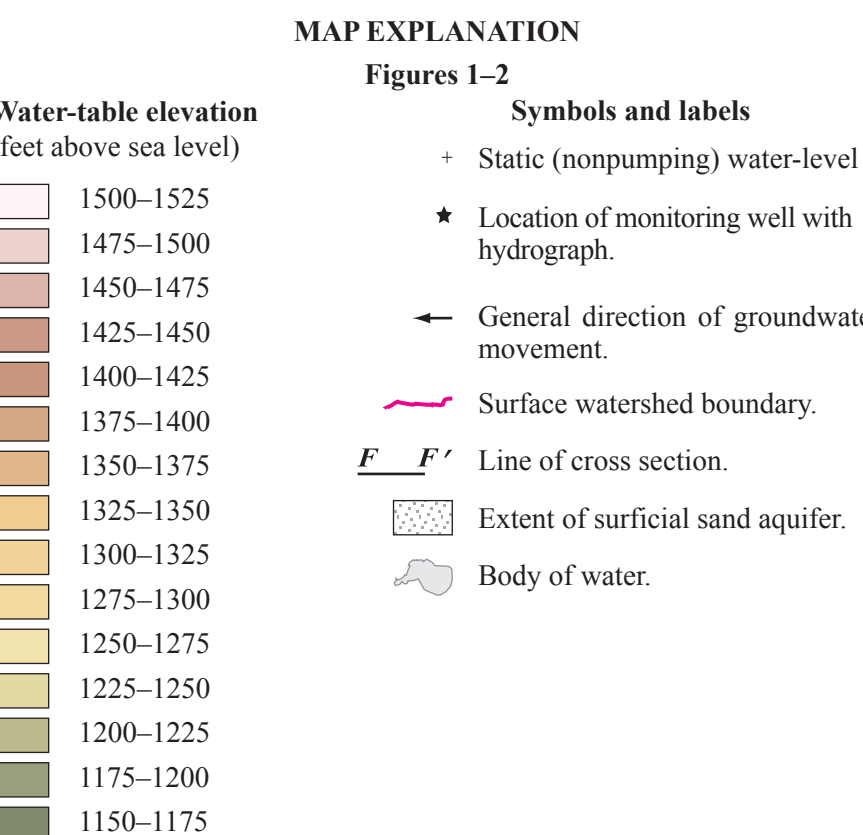 MAP EXPLANATION
Figures 1–2
Water-table elevation
feet above sea level)
1500–1525
1475–1500
1450–1475
1425–1450
1400–1425
1375–1400
1350–1375
1325–1350
1300–1325
1275–1300
1250–1275
1225–1250
1200–1225
1175–1200
1150–1175
Symbols and labels
+ Static (nonpumping) water-level
Location of monitoring well with
hydrograph.
General direction of groundwate
movement.
Surface watershed boundary.
F F′ Line of cross section.
Extent of surficial sand aquifer.
Body of water.